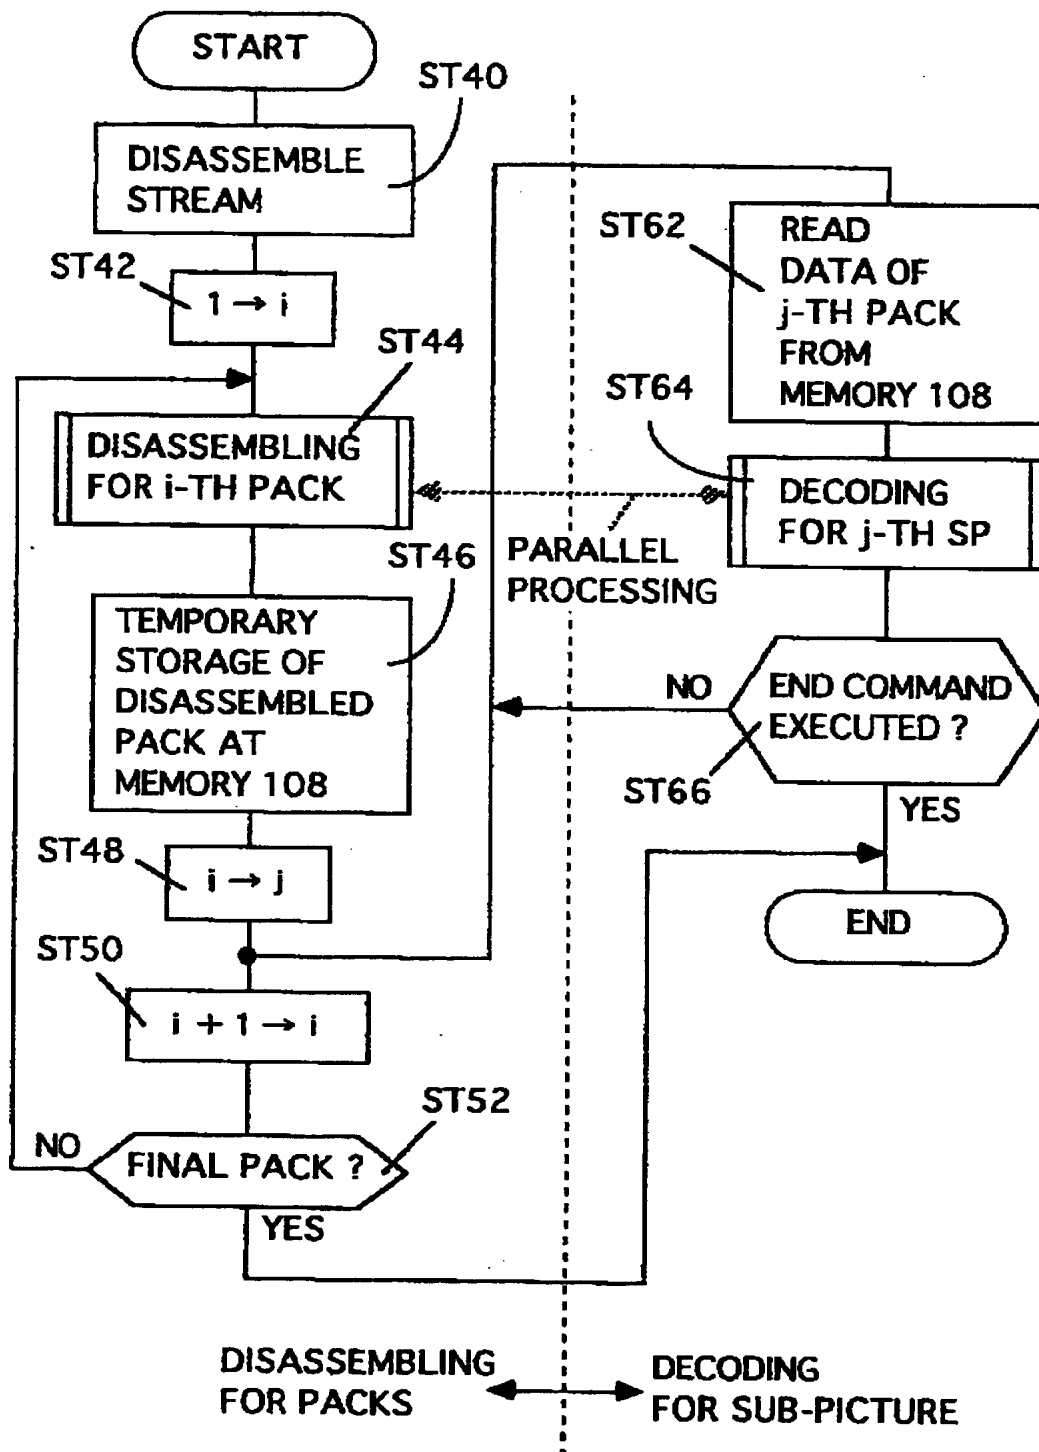 START
ST40
DISASSEMBLE
STREAM
ST42
1 → i
ST44
DISASSEMBLING
FOR i-TH PACK
ST46
TEMPORARY
STORAGE OF
DISASSEMBLED
PACK AT
MEMORY 108
ST48
i → j
ST50
i + 1 → i
ST52
NO
FINAL PACK ?
YES
ST62
READ
DATA OF
j-TH PACK
FROM
MEMORY 108
ST64
DECODING
FOR j-TH SP
PARALLEL
PROCESSING
NO
END COMMAND
EXECUTED ?
ST66
YES
END
DISASSEMBLING
FOR PACKS
DECODING
FOR SUB-PICTURE